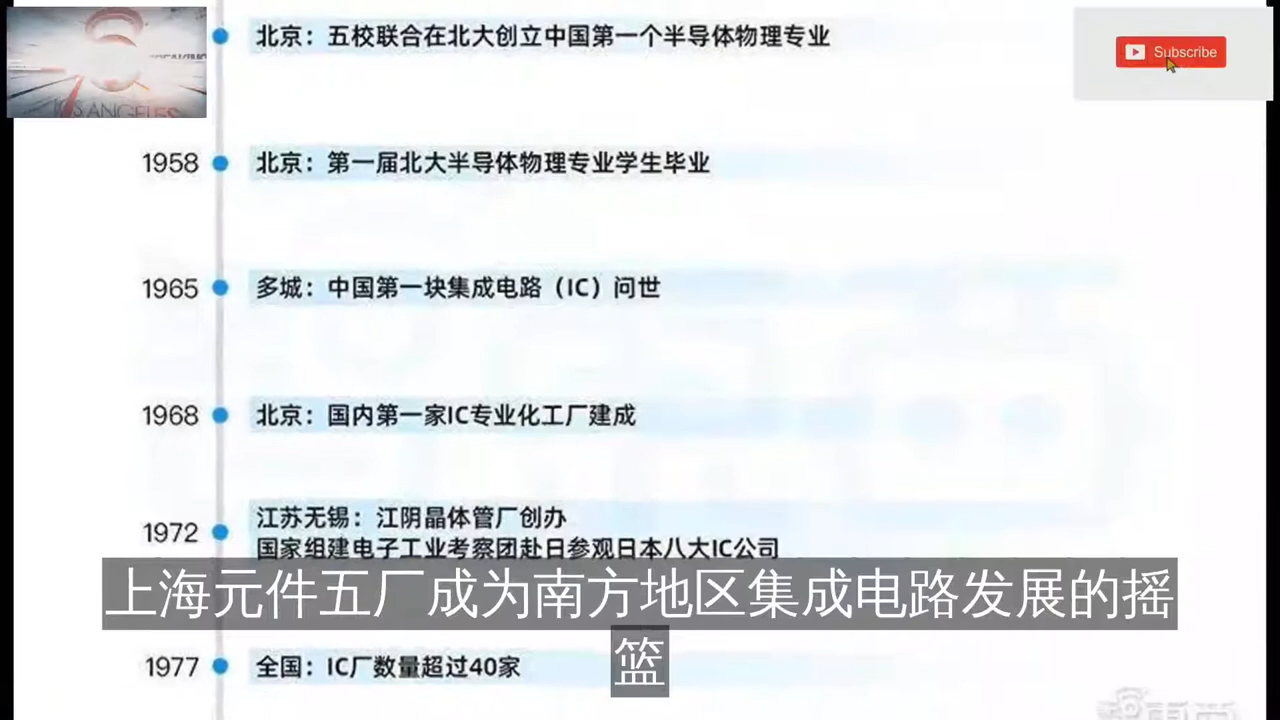 北京：五校联合在北大创立中国第一个半导体物理专业
Subscribe
LOS ANGELES
1958 北京：第一届北大半导体物理专业学生毕业
1965 多城：中国第一块集成电路（IC）问世
1968 北京：国内第一家IC专业化工厂建成
江苏无锡：江阴晶体管厂创办
1972 国家组建电子工业考察团赴日参观日本八大IC公司
上海元件五厂成为南方地区集成电路发展的摇
篮
1977 全国：IC厂数量超过40家